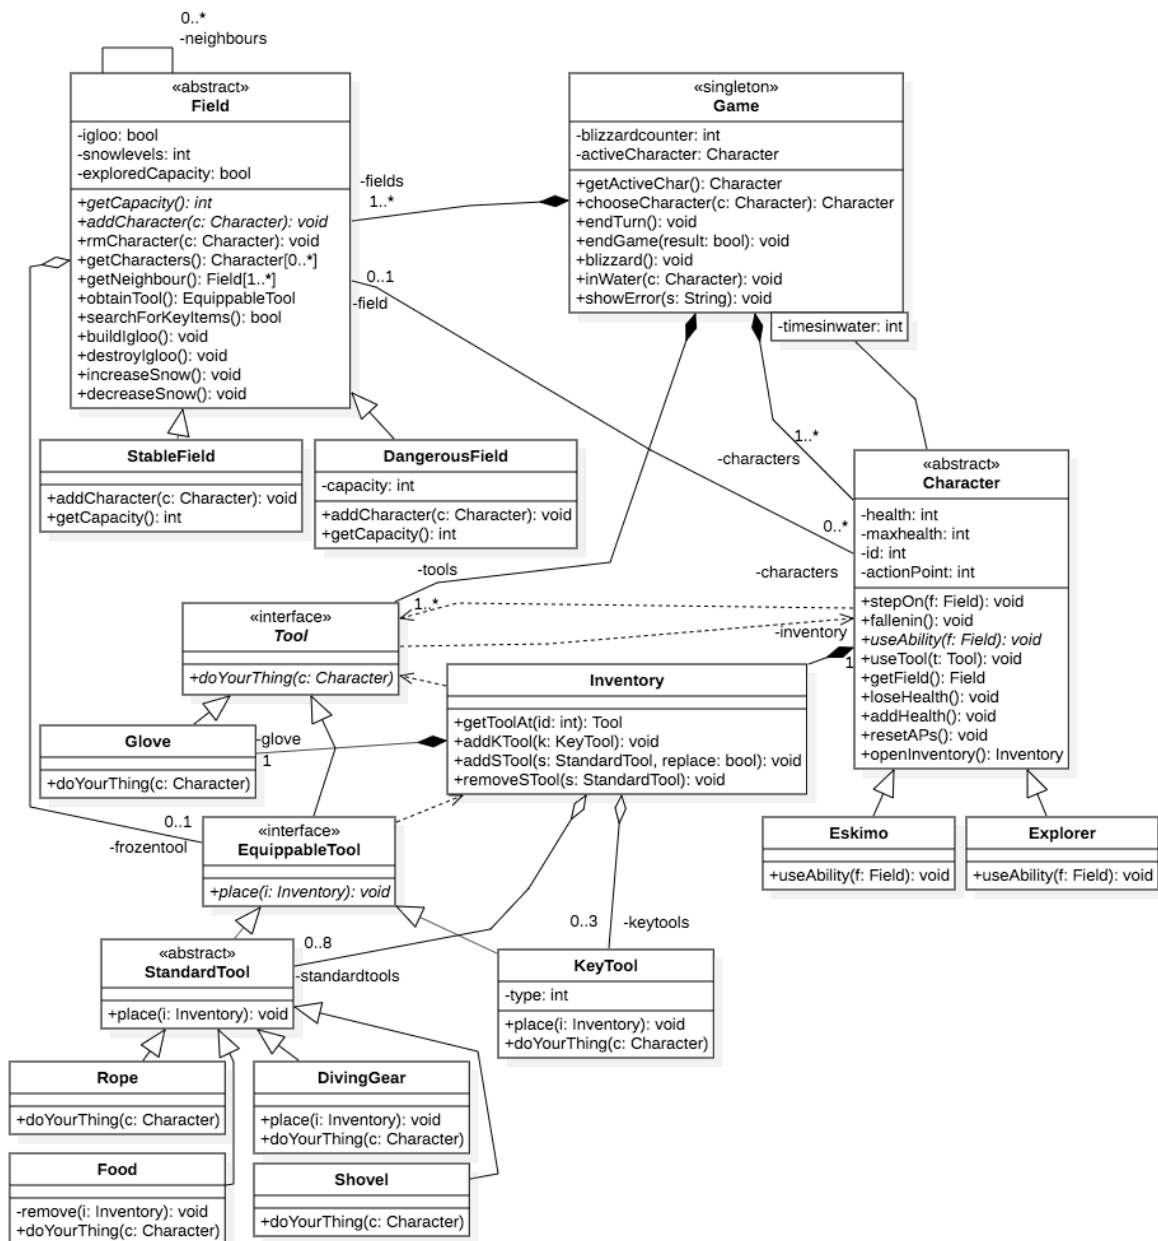 0..*
-neighbours
«abstract»
Field
-igloo: bool
-snowlevels: int
-exploredCapacity: bool
+getCapacity(): int
+addCharacter(c: Character): void
+rmCharacter(c: Character): void
+getCharacters(): Character[0..*]
+getNeighbour(): Field[1..*]
+obtainTool(): EquippableTool
+searchForKeyItems(): bool
+buildIgloo(): void
+destroyIgloo(): void
+increaseSnow(): void
+decreaseSnow(): void
«singleton»
Game
-blizzardcounter: int
-activeCharacter: Character
+getActiveChar(): Character
+chooseCharacter(c: Character): Character
+endTurn(): void
+endGame(result: bool): void
+blizzard(): void
+inWater(c: Character): void
+showError(s: String): void
-timesinwater: int
-fields
1..*
0..1
-field
StableField
+addCharacter(c: Character): void
+getCapacity(): int
DangerousField
-capacity: int
+addCharacter(c: Character): void
+getCapacity(): int
1..*
-characters
«abstract»
Character
-health: int
-maxhealth: int
-id: int
-actionPoint: int
+stepOn(f: Field): void
+fallenin(): void
+useAbility(f: Field): void
+useTool(t: Tool): void
+getField(): Field
+loseHealth(): void
+addHealth(): void
+resetAPs(): void
+openInventory(): Inventory
0..*
-characters
-tools
1..*
«interface»
Tool
+doYourThing(c: Character)
-inventory
1
Inventory
+getToolAt(id: int): Tool
+addKTool(k: KeyTool): void
+addSTool(s: StandardTool, replace: bool): void
+removeSTool(s: StandardTool): void
Glove
+doYourThing(c: Character)
-glove
1
0..1
-frozentool
«interface»
EquippableTool
+place(i: Inventory): void
Eskimo
+useAbility(f: Field): void
Explorer
+useAbility(f: Field): void
0..8
-standardtools
0..3
-keytools
«abstract»
StandardTool
+place(i: Inventory): void
KeyTool
-type: int
+place(i: Inventory): void
+doYourThing(c: Character)
Rope
+doYourThing(c: Character)
DivingGear
+place(i: Inventory): void
+doYourThing(c: Character)
Food
-remove(i: Inventory): void
+doYourThing(c: Character)
Shovel
+doYourThing(c: Character)